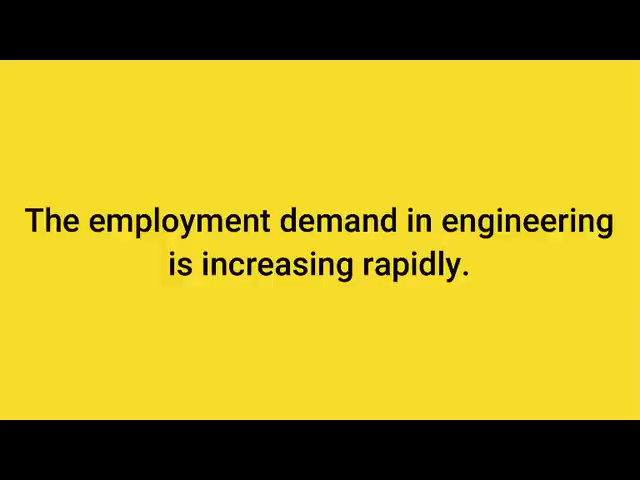 The employment demand in engineering
is increasing rapidly.